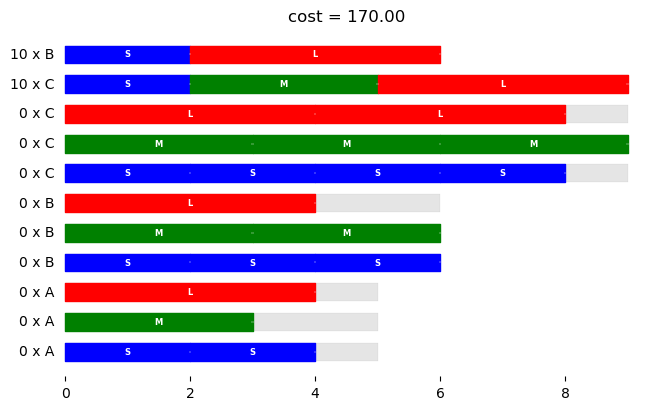 cost = 170.00
10 x B S L
10 x C S M L
0 x C L L
0 x C M M M
0 x C S S S S
0 x B L
0 x B M M
0 x B S S S
0 x A L
0 x A M
0 x A S S
0 2 4 6 8